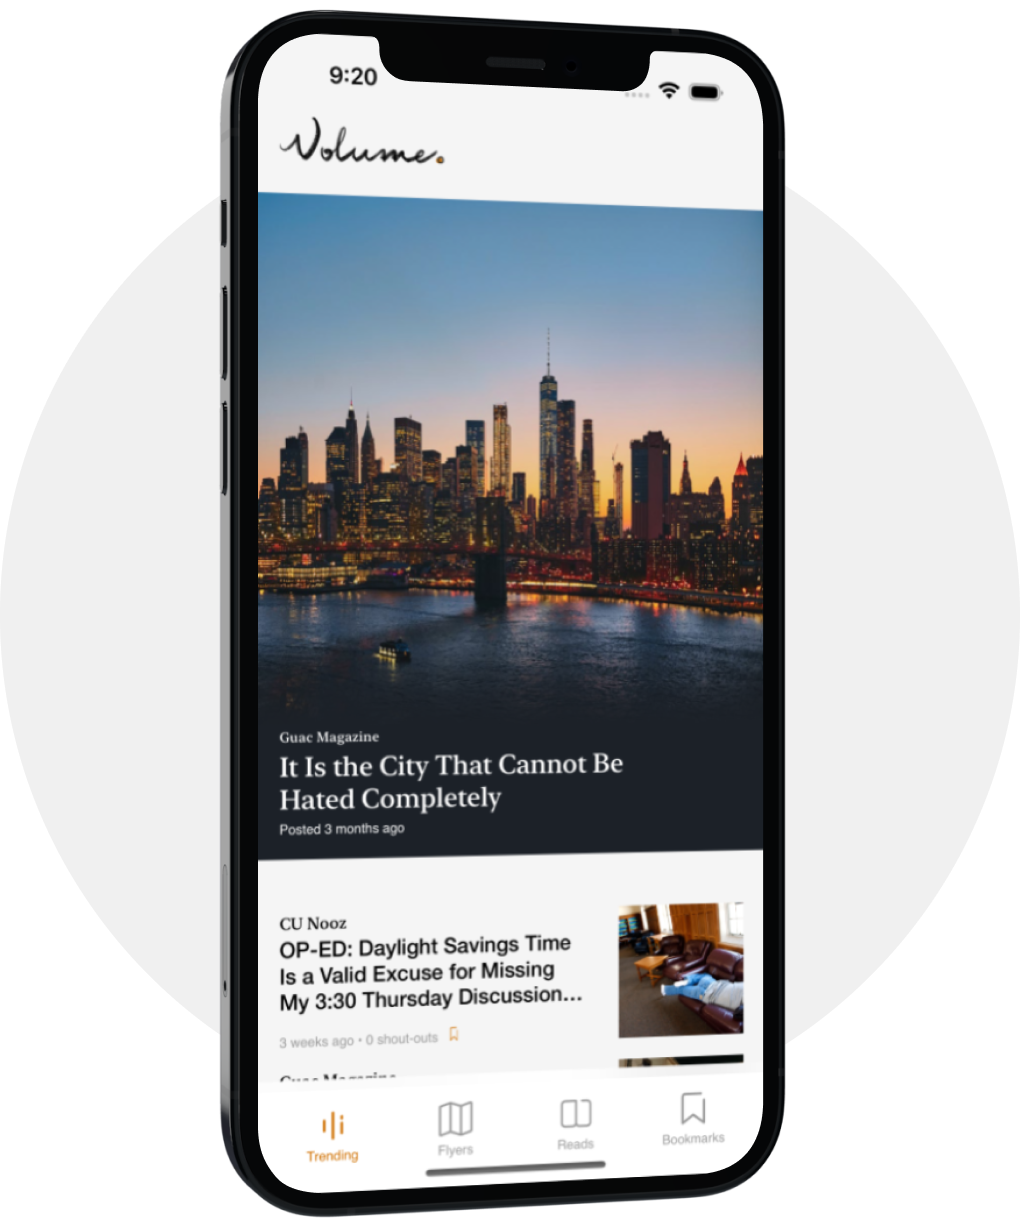 9:20
Volume.
Guac Magazine
It Is the City That Cannot Be
Hated Completely
Posted 3 months ago
CU Nooz
OP-ED: Daylight Savings Time
Is a Valid Excuse for Missing
My 3:30 Thursday Discussion...
3 weeks ago • 0 shout-outs
Guac Magazine
Trending
Flyers
Reads
Bookmarks